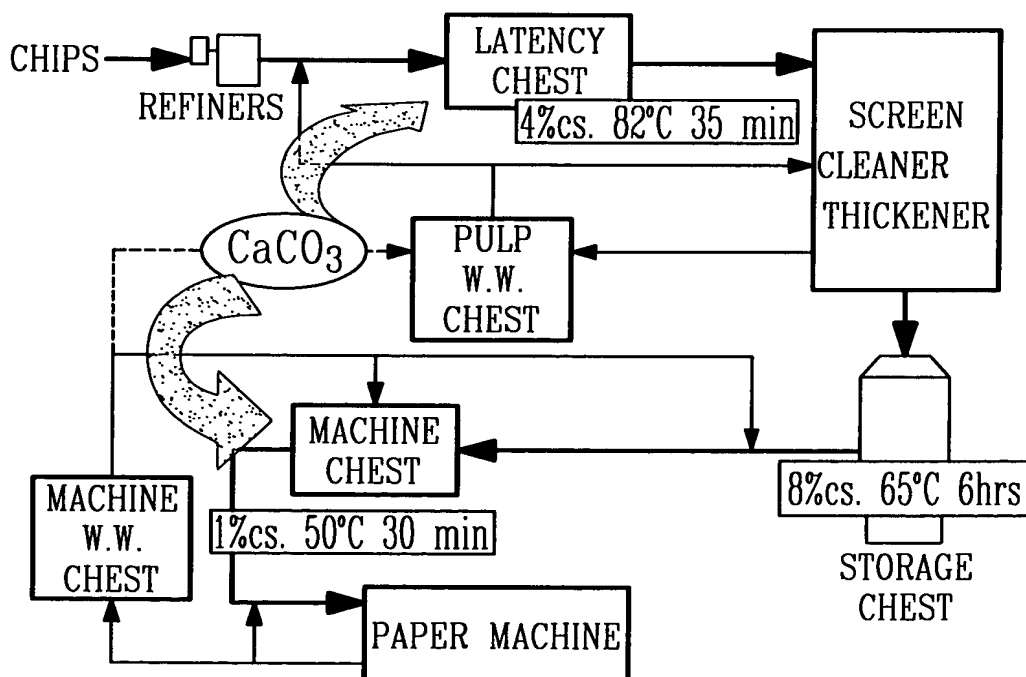 CHIPS
REFINERS
LATENCY
CHEST
4%cs. 82°C 35 min
SCREEN
CLEANER
THICKENER
CaCO₃
PULP
W.W.
CHEST
MACHINE
CHEST
8%cs. 65°C 6hrs
STORAGE
CHEST
MACHINE
W.W.
CHEST
1%cs. 50°C 30 min
PAPER MACHINE